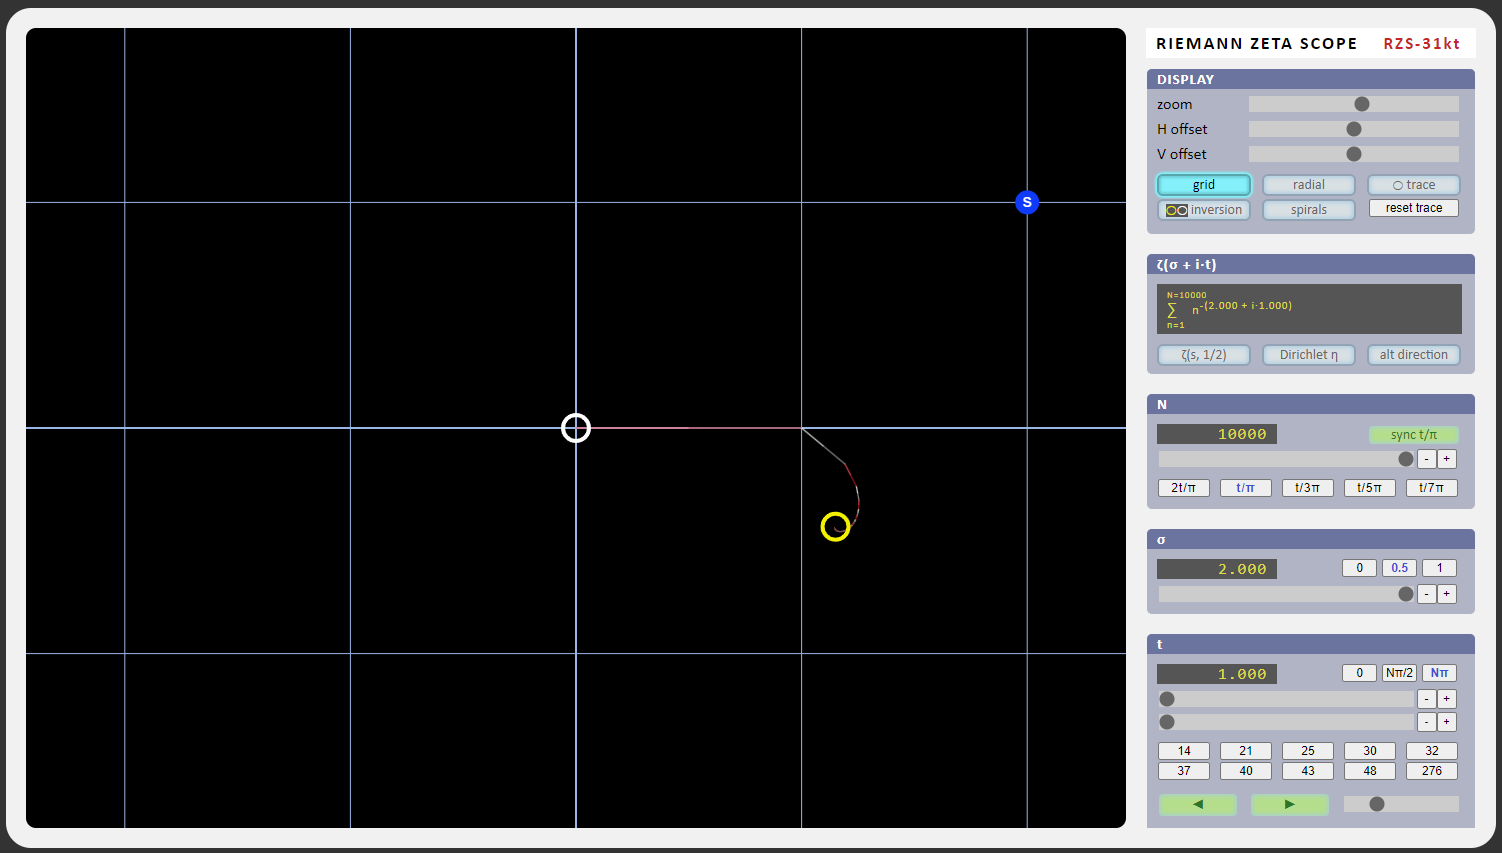 S
RIEMANN ZETA SCOPE RZS-31kt
DISPLAY
zoom
H offset
V offset
grid radial ○ trace
inversion spirals reset trace
ζ(σ + i·t)
N=10000
∑ n^-(2.000 + i·1.000)
n=1
ζ(s, 1/2) Dirichlet η alt direction
N
10000 sync t/π
- +
2t/π t/π t/3π t/5π t/7π
σ
2.000 0 0.5 1
- +
t
1.000 0 Nπ/2 Nπ
- +
- +
14 21 25 30 32
37 40 43 48 276
◀ ▶